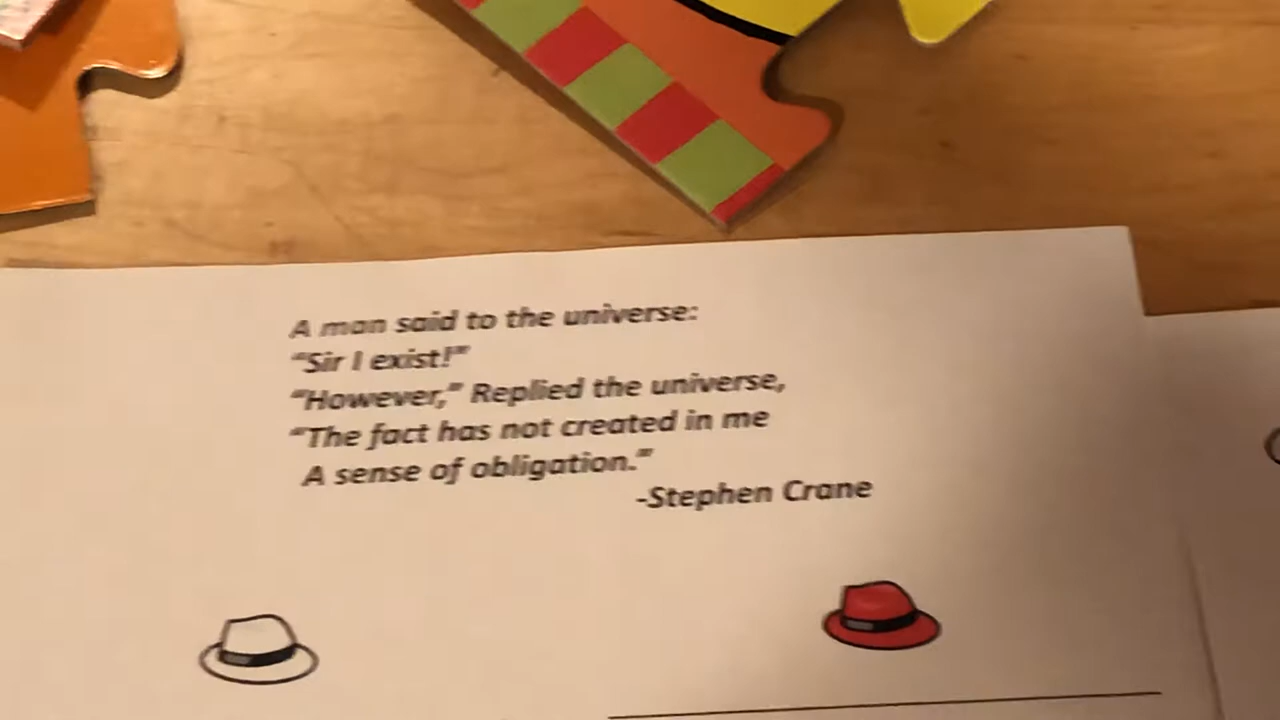 A man said to the universe:
“Sir I exist!”
“However,” Replied the universe,
“The fact has not created in me
A sense of obligation.”
-Stephen Crane